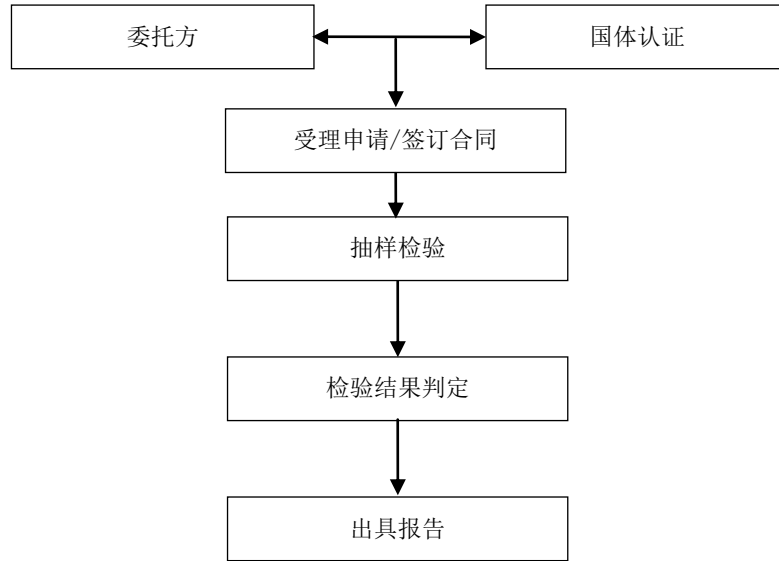 委托方
国体认证
受理申请/签订合同
抽样检验
检验结果判定
出具报告